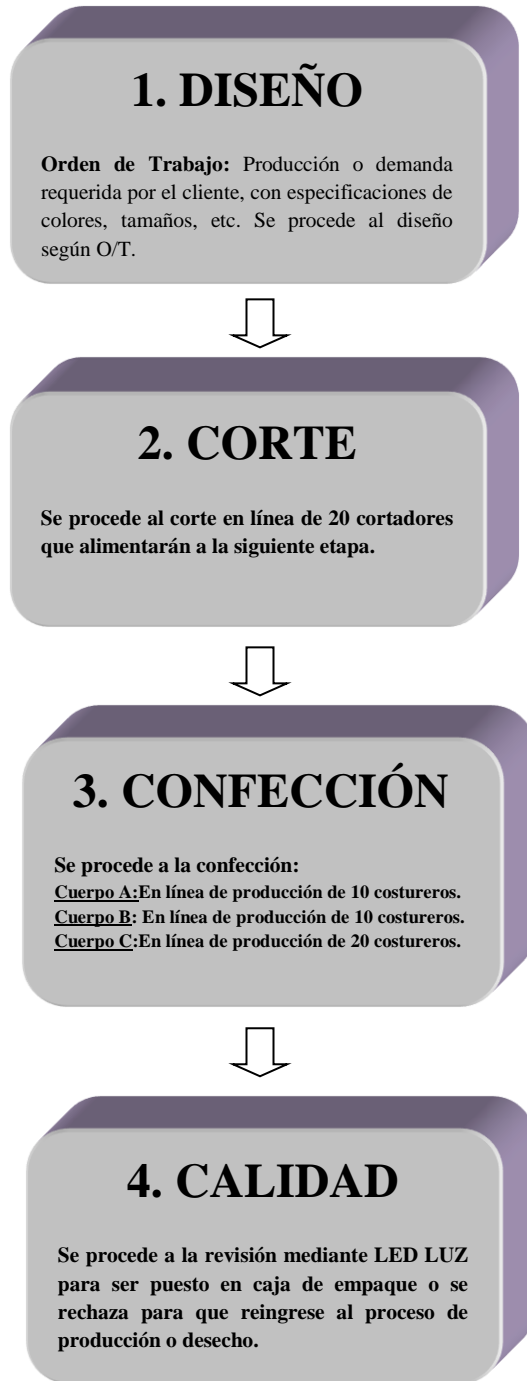 1. DISEÑO
Orden de Trabajo: Producción o demanda
requerida por el cliente, con especificaciones de
colores, tamaños, etc. Se procede al diseño
según O/T.
2. CORTE
Se procede al corte en línea de 20 cortadores
que alimentarán a la siguiente etapa.
3. CONFECCIÓN
Se procede a la confección:
Cuerpo A:En línea de producción de 10 costureros.
Cuerpo B: En línea de producción de 10 costureros.
Cuerpo C:En línea de producción de 20 costureros.
4. CALIDAD
Se procede a la revisión mediante LED LUZ
para ser puesto en caja de empaque o se
rechaza para que reingrese al proceso de
producción o desecho.